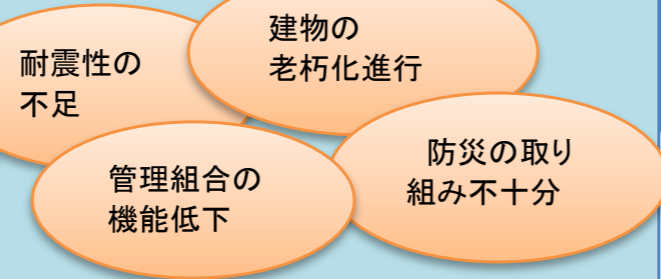 耐震性の
不足
建物の
老朽化進行
管理組合の
機能低下
防災の取り
組み不十分